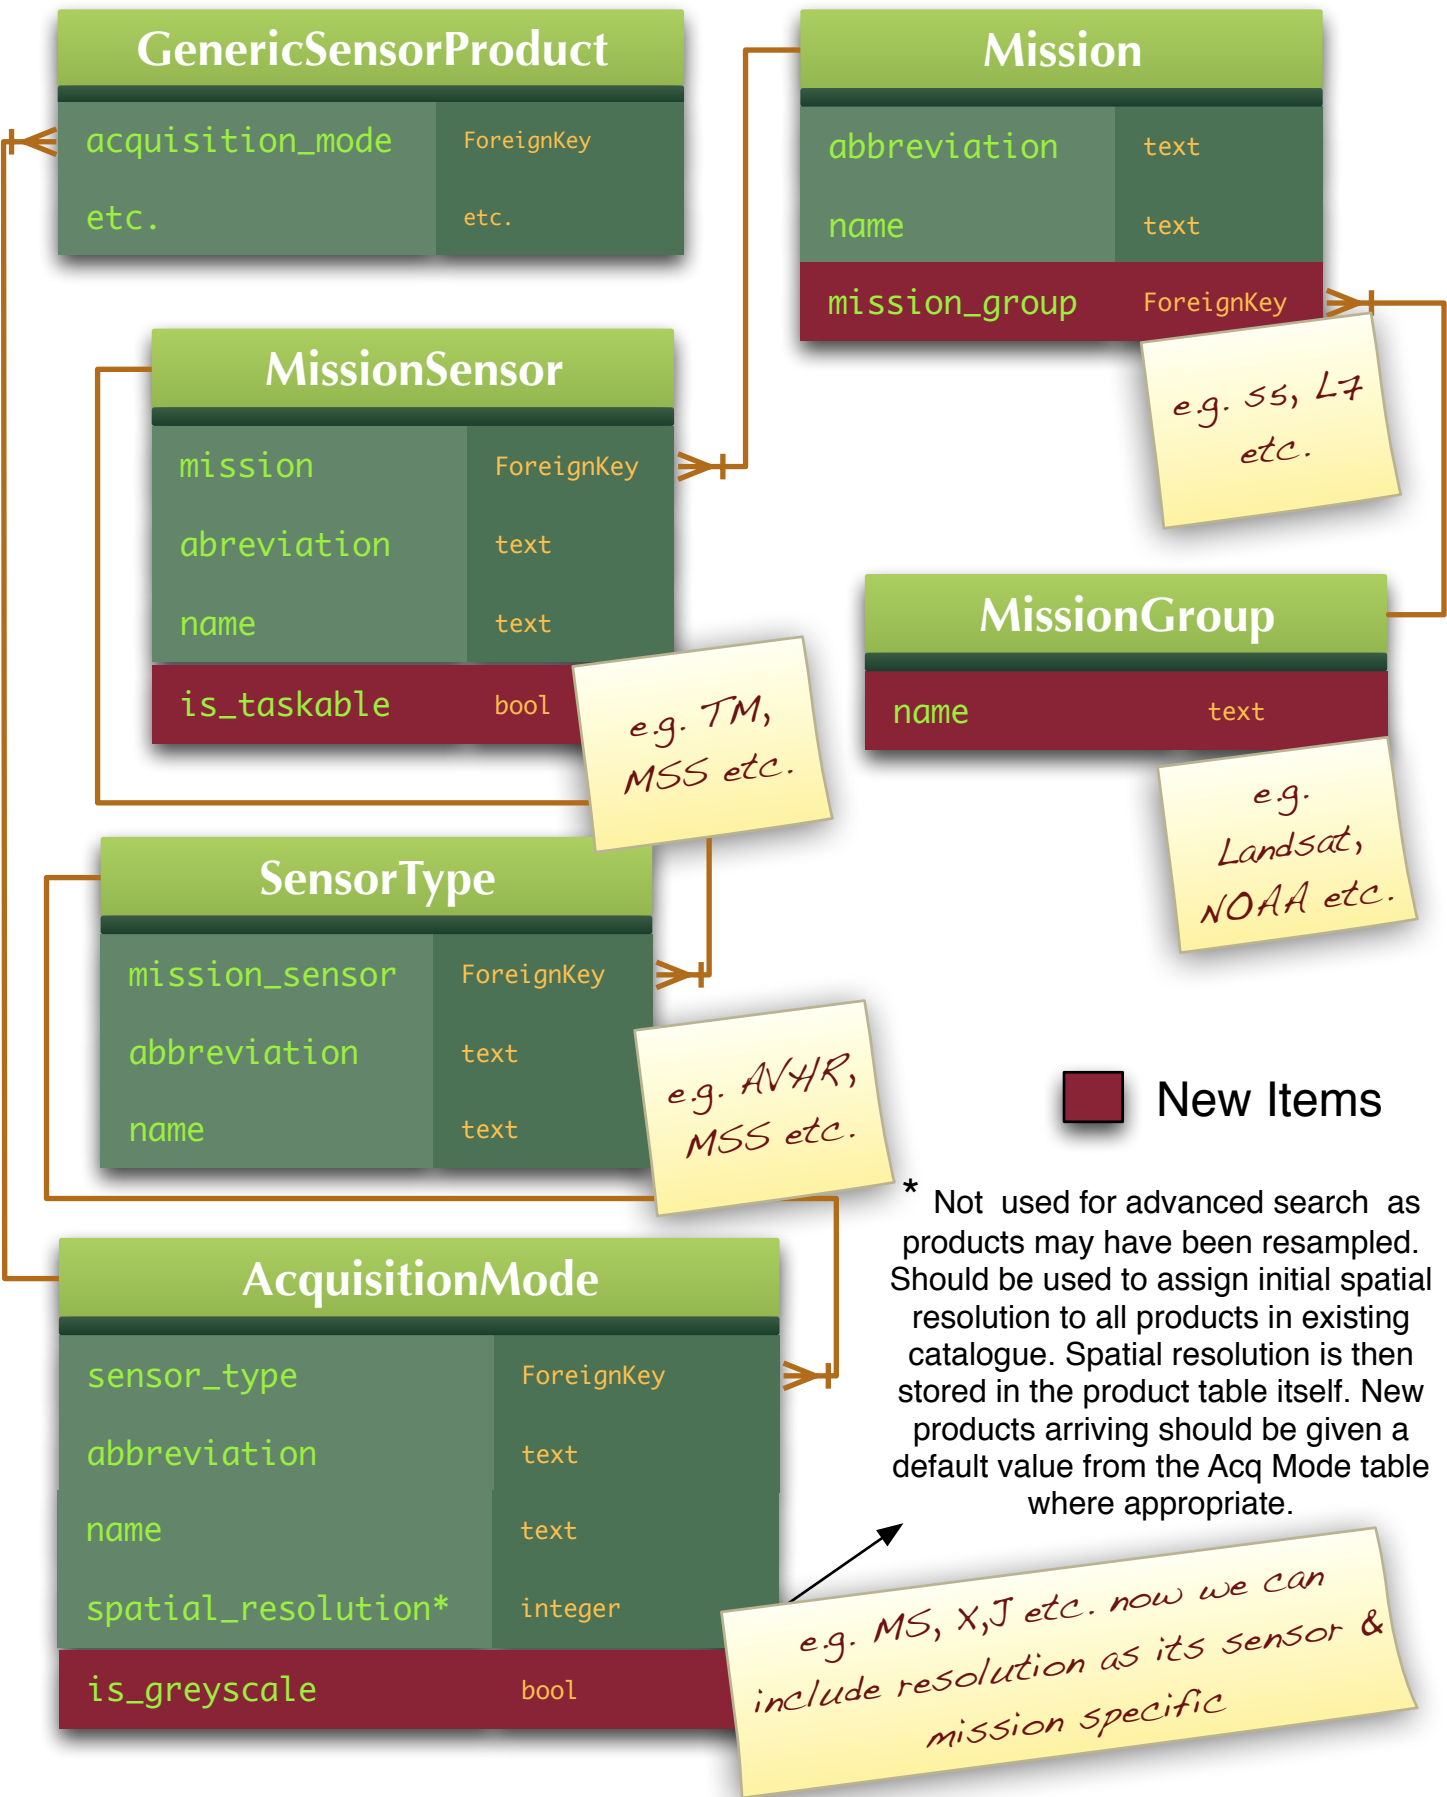 GenericSensorProduct
acquisition_mode ForeignKey
etc. etc.
Mission
abbreviation text
name text
mission_group ForeignKey
e.g. S5, L7
etc.
MissionSensor
mission ForeignKey
abreviation text
name text
is_taskable bool
e.g. TM,
MSS etc.
MissionGroup
name text
e.g.
Landsat,
NOAA etc.
SensorType
mission_sensor ForeignKey
abbreviation text
name text
e.g. AVHR,
MSS etc.
New Items
* Not used for advanced search as
products may have been resampled.
Should be used to assign initial spatial
resolution to all products in existing
catalogue. Spatial resolution is then
stored in the product table itself. New
products arriving should be given a
default value from the Acq Mode table
where appropriate.
AcquisitionMode
sensor_type ForeignKey
abbreviation text
name text
spatial_resolution* integer
is_greyscale bool
e.g. MS, X,J etc. now we can
include resolution as its sensor &
mission specific